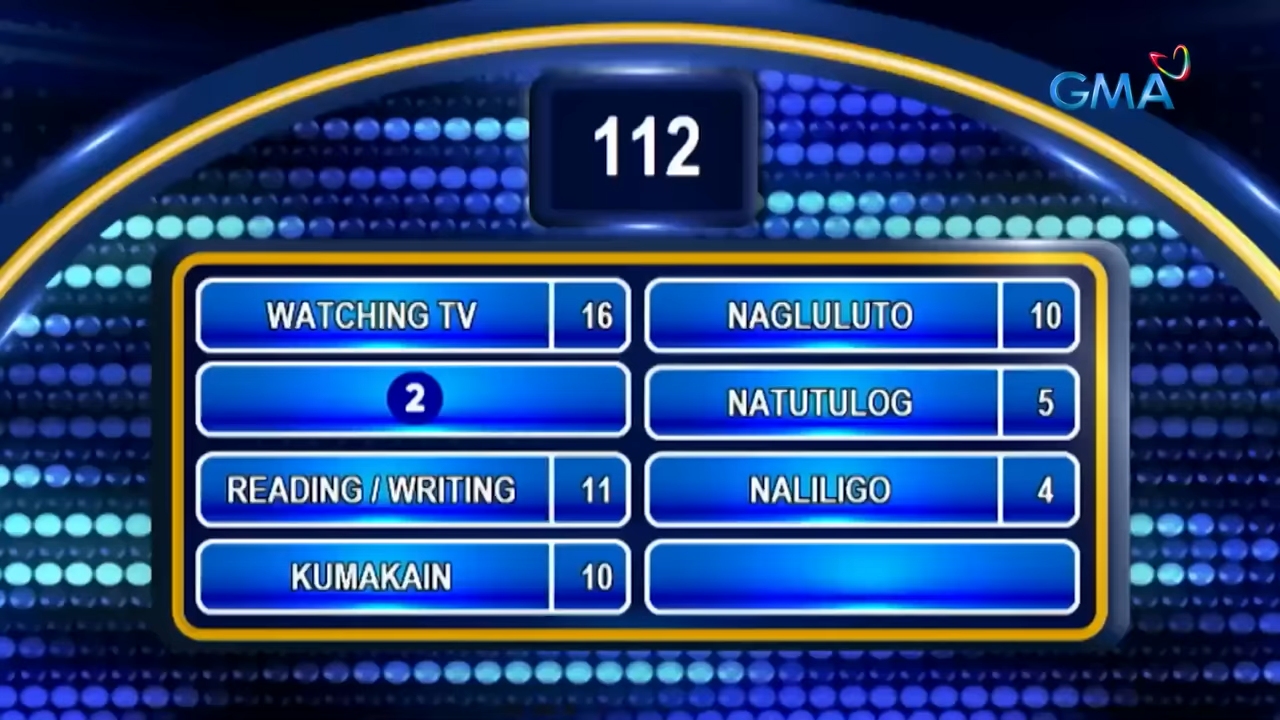 GMA
112
WATCHING TV 16
2
READING / WRITING 11
KUMAKAIN 10
NAGLULUTO 10
NATUTULOG 5
NALILIGO 4